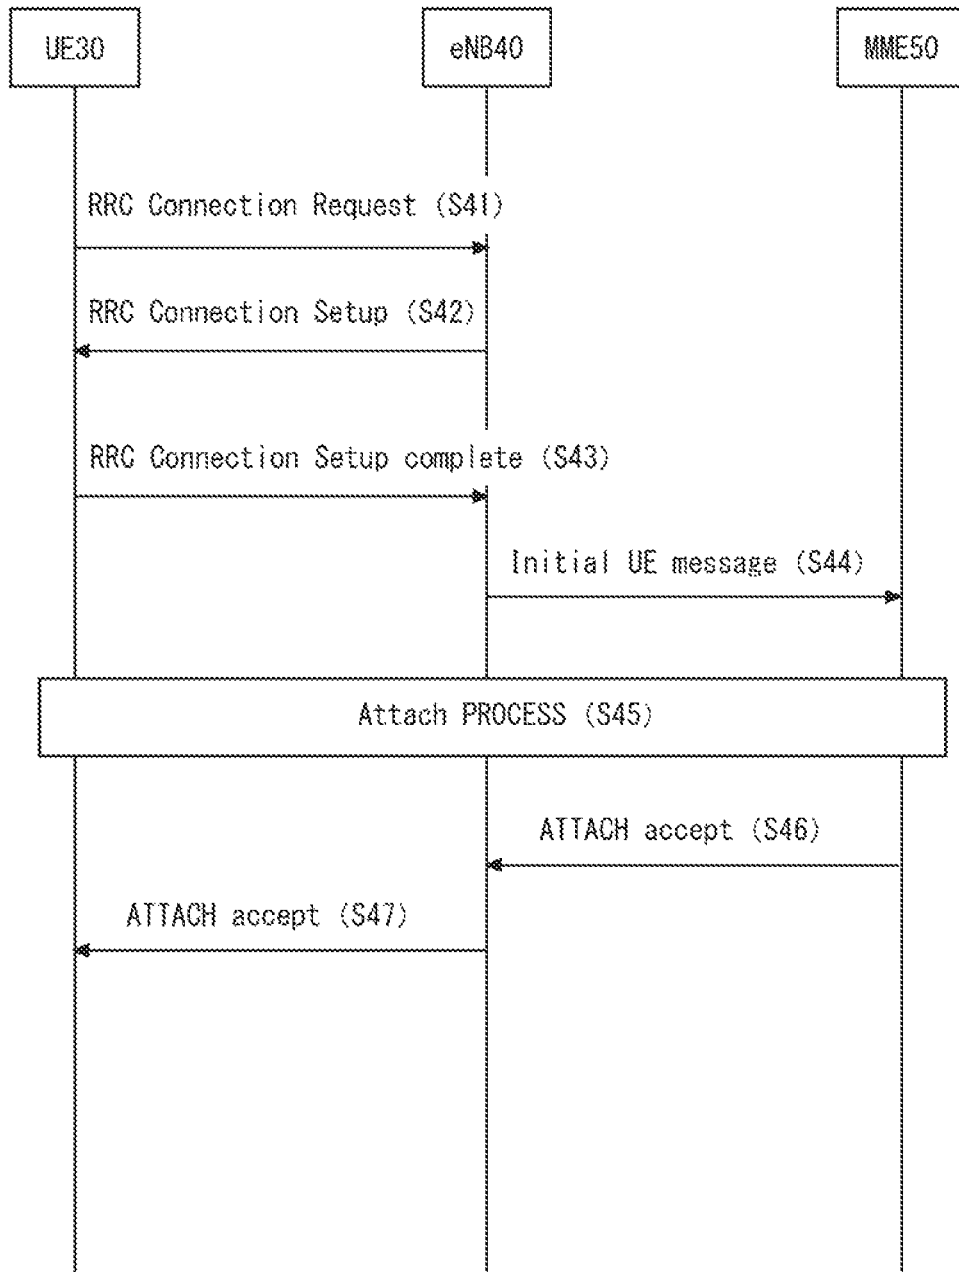 UE30
eNB40
MME50
RRC Connection Request (S41)
RRC Connection Setup (S42)
RRC Connection Setup complete (S43)
Initial UE message (S44)
Attach PROCESS (S45)
ATTACH accept (S46)
ATTACH accept (S47)